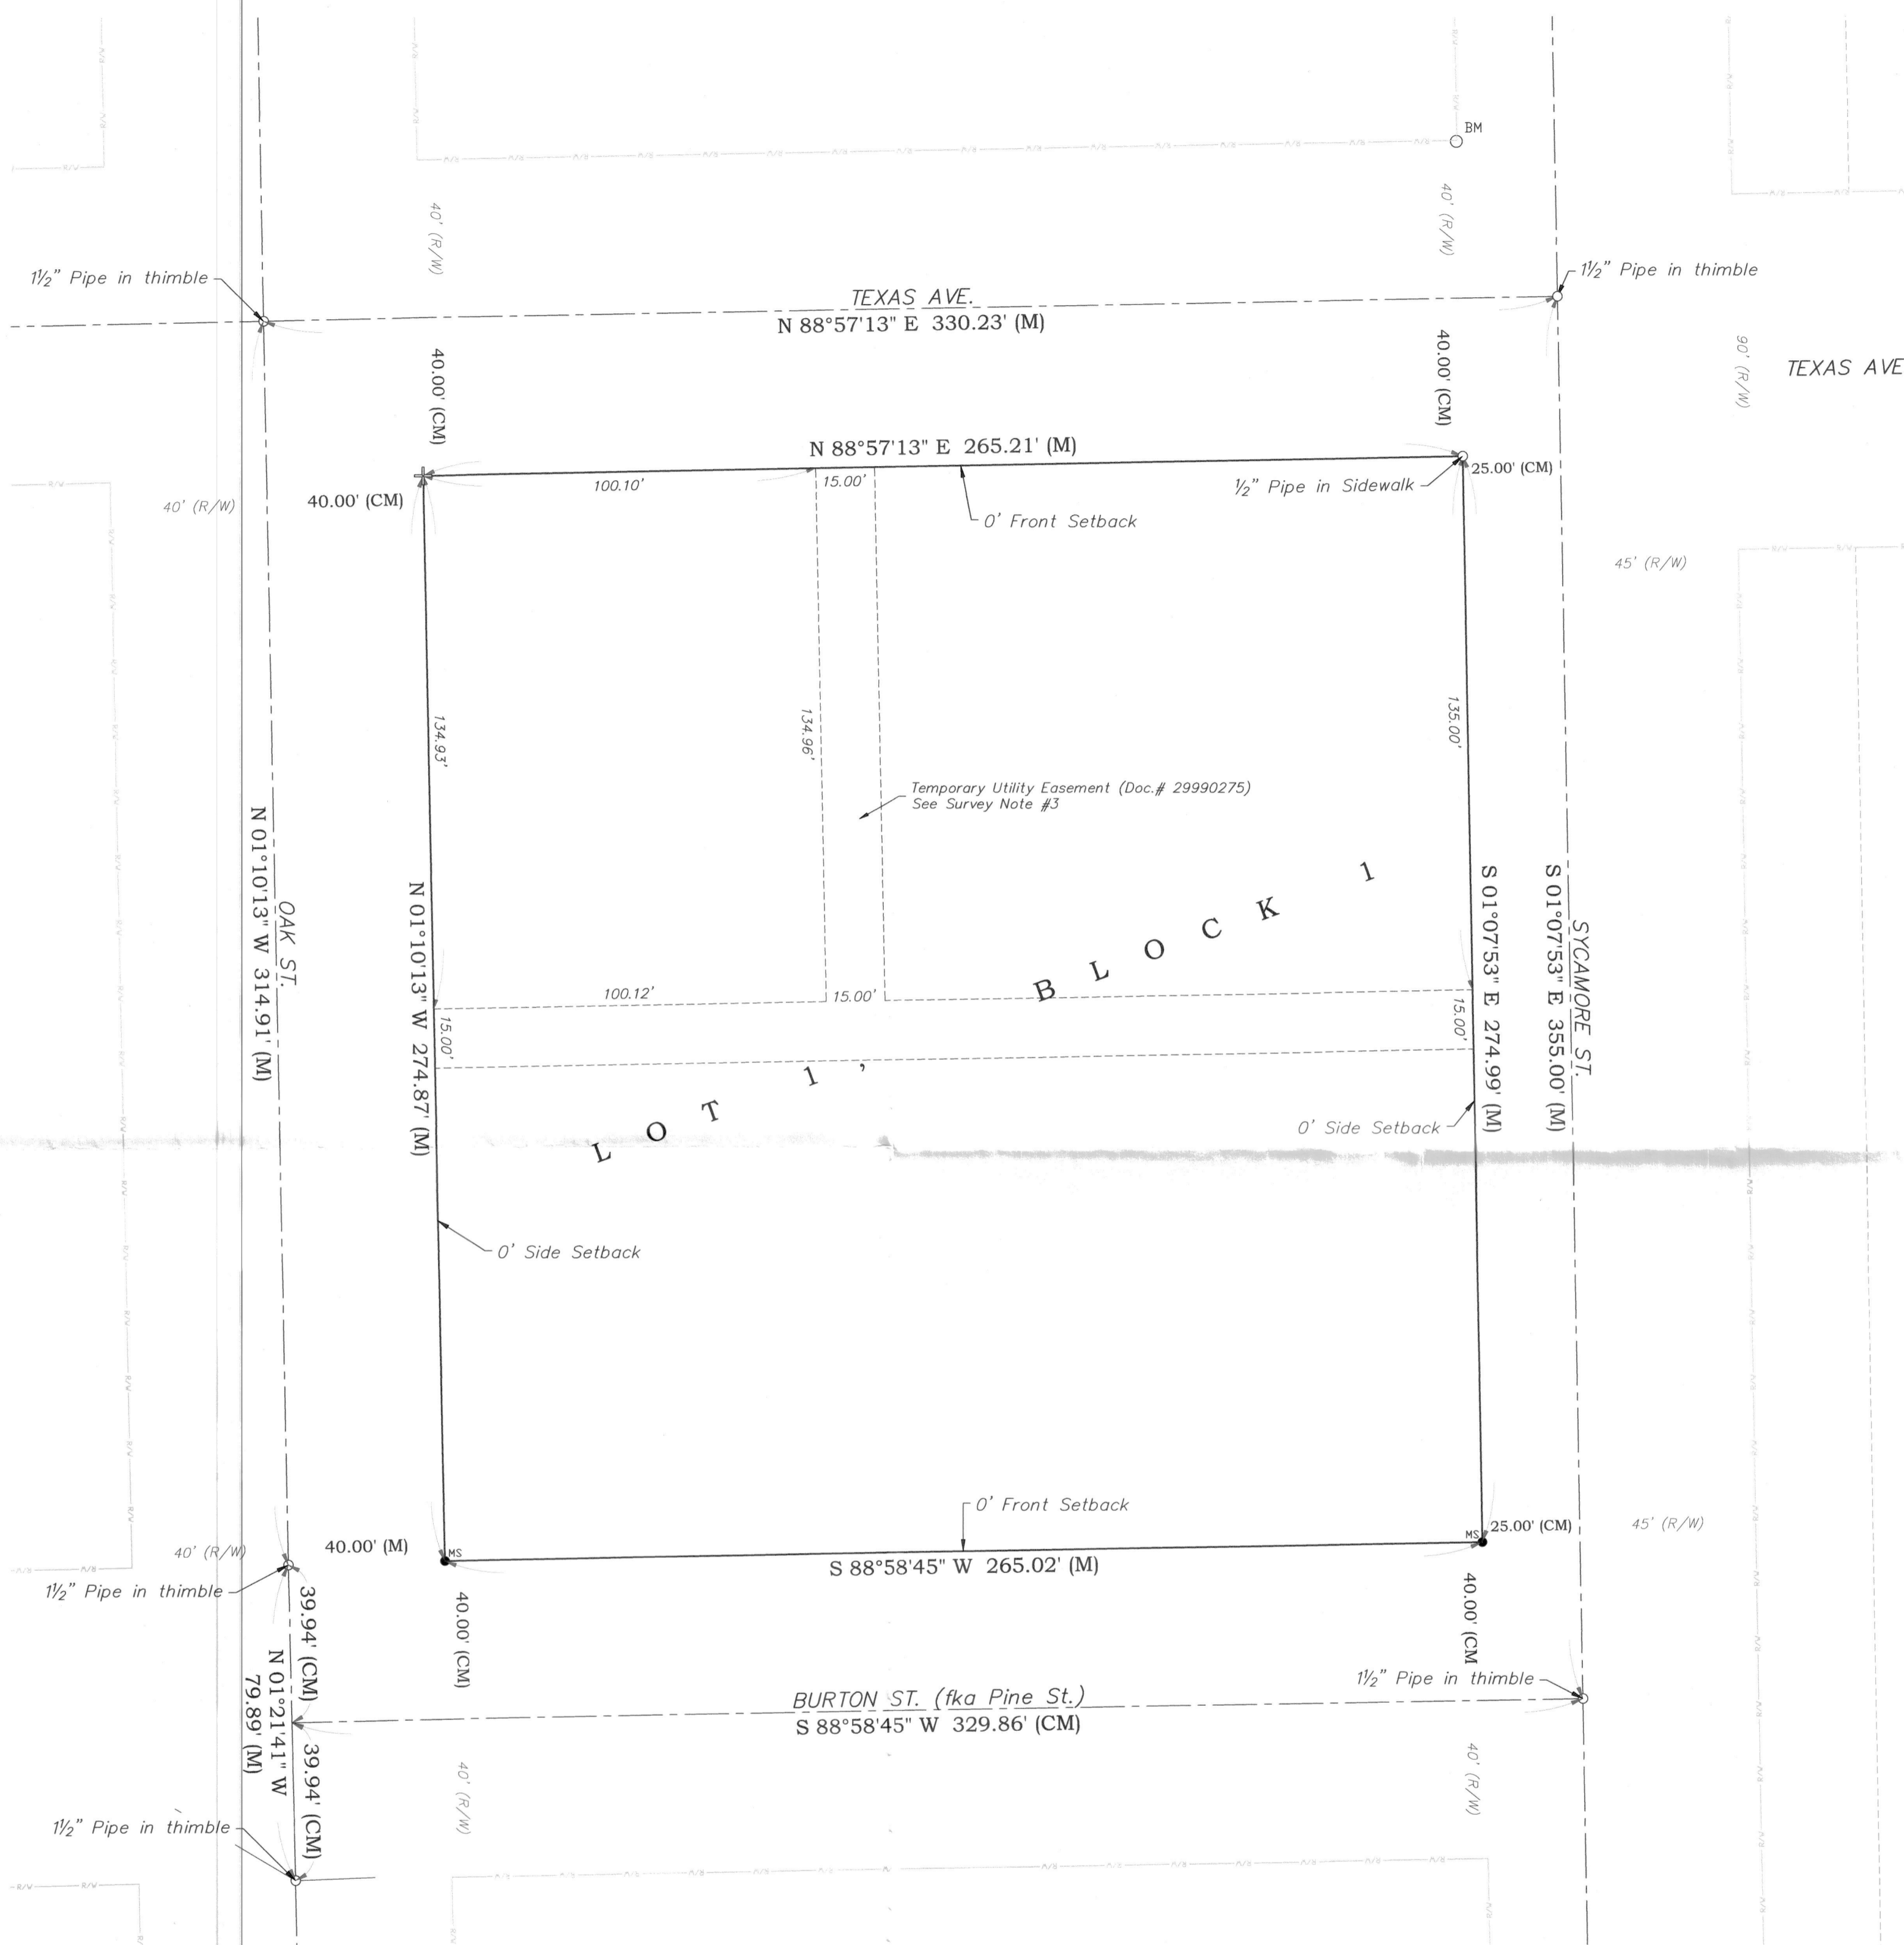 BM
40' (R/W)
40' (R/W)
1½" Pipe in thimble
1½" Pipe in thimble
TEXAS AVE.
N 88°57'13" E 330.23' (M)
90' (R/W)
TEXAS AVE
40.00' (CM)
40.00' (CM)
N 88°57'13" E 265.21' (M)
25.00' (CM)
100.10'
15.00'
½" Pipe in Sidewalk
40.00' (CM)
40' (R/W)
0' Front Setback
45' (R/W)
134.93'
134.96'
135.00'
Temporary Utility Easement (Doc.# 29990275)
See Survey Note #3
N 01°10'13" W 314.91' (M)
OAK ST.
N 01°10'13" W 274.87' (M)
BLOCK 1
S 01°07'53" E 274.99' (M)
S 01°07'53" E 355.00' (M)
SYCAMORE ST.
100.12'
15.00'
15.00'
15.00'
LOT 1,
0' Side Setback
0' Side Setback
0' Front Setback
MS
25.00' (CM)
45' (R/W)
40' (R/W)
40.00' (M)
MS
S 88°58'45" W 265.02' (M)
1½" Pipe in thimble
39.94' (CM)
40.00' (CM)
40.00' (CM
N 01°21'41" W
79.89' (M)
1½" Pipe in thimble
BURTON ST. (fka Pine St.)
S 88°58'45" W 329.86' (CM)
39.94' (CM)
40' (R/W)
40' (R/W)
1½" Pipe in thimble